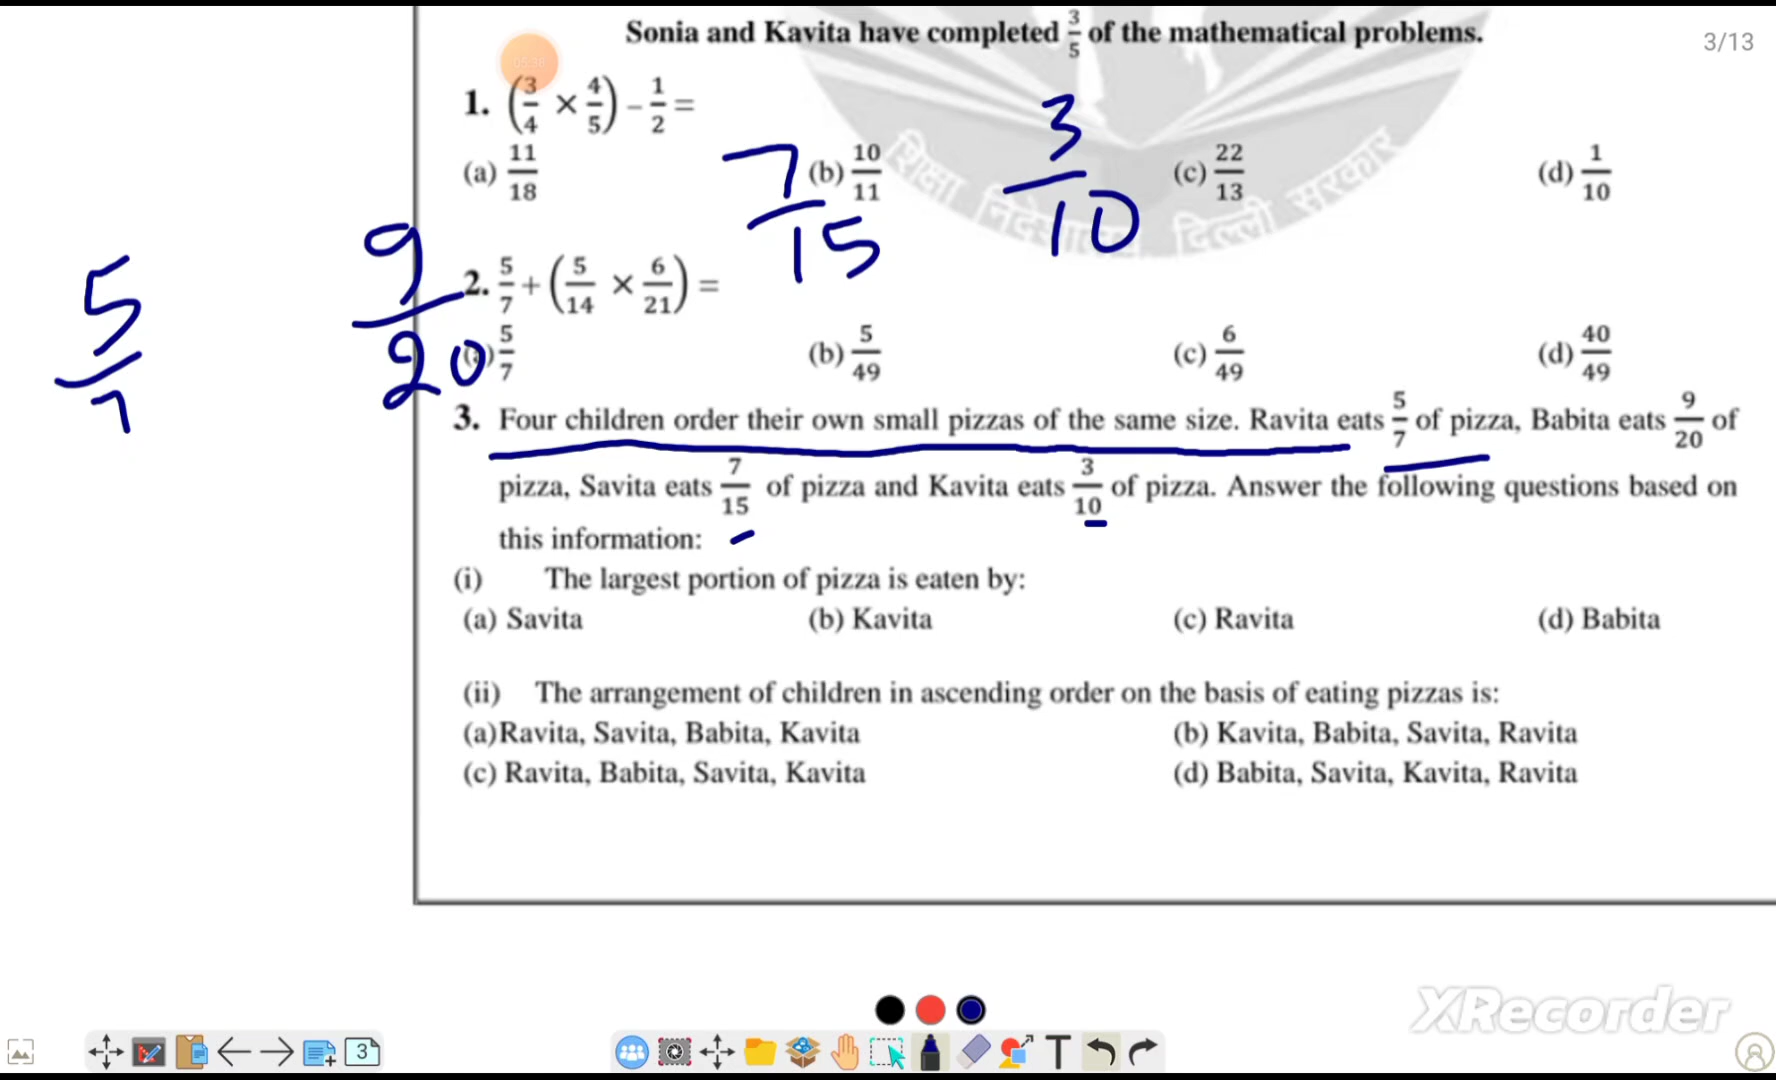 Sonia and Kavita have completed 3/5 of the mathematical problems.
3/13
05:38
1. (3/4 × 4/5) - 1/2 =
(a) 11/18 (b) 10/11 (c) 22/13 (d) 1/10
7/15
3/10
शिक्षा निदेशालय दिल्ली सरकार
5/7
9/20
2. 5/7 + (5/14 × 6/21) =
(a) 5/7 (b) 5/49 (c) 6/49 (d) 40/49
3. Four children order their own small pizzas of the same size. Ravita eats 5/7 of pizza, Babita eats 9/20 of
pizza, Savita eats 7/15 of pizza and Kavita eats 3/10 of pizza. Answer the following questions based on
this information:
(i) The largest portion of pizza is eaten by:
(a) Savita (b) Kavita (c) Ravita (d) Babita
(ii) The arrangement of children in ascending order on the basis of eating pizzas is:
(a)Ravita, Savita, Babita, Kavita (b) Kavita, Babita, Savita, Ravita
(c) Ravita, Babita, Savita, Kavita (d) Babita, Savita, Kavita, Ravita
XRecorder
3
T